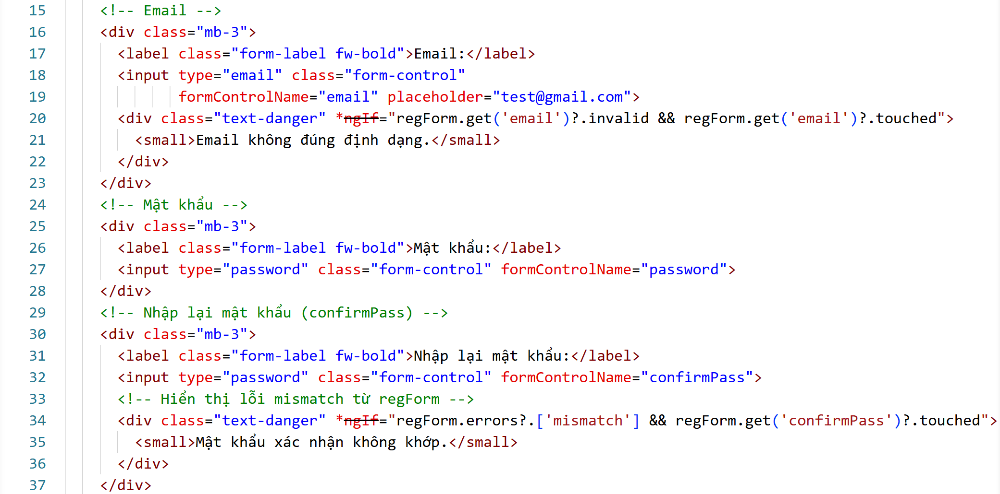 15 <!-- Email -->
16 <div class="mb-3">
17 <label class="form-label fw-bold">Email:</label>
18 <input type="email" class="form-control"
19 formControlName="email" placeholder="test@gmail.com">
20 <div class="text-danger" *ngIf="regForm.get('email')?.invalid && regForm.get('email')?.touched">
21 <small>Email không đúng định dạng.</small>
22 </div>
23 </div>
24 <!-- Mật khẩu -->
25 <div class="mb-3">
26 <label class="form-label fw-bold">Mật khẩu:</label>
27 <input type="password" class="form-control" formControlName="password">
28 </div>
29 <!-- Nhập lại mật khẩu (confirmPass) -->
30 <div class="mb-3">
31 <label class="form-label fw-bold">Nhập lại mật khẩu:</label>
32 <input type="password" class="form-control" formControlName="confirmPass">
33 <!-- Hiển thị lỗi mismatch từ regForm -->
34 <div class="text-danger" *ngIf="regForm.errors?.['mismatch'] && regForm.get('confirmPass')?.touched">
35 <small>Mật khẩu xác nhận không khớp.</small>
36 </div>
37 </div>